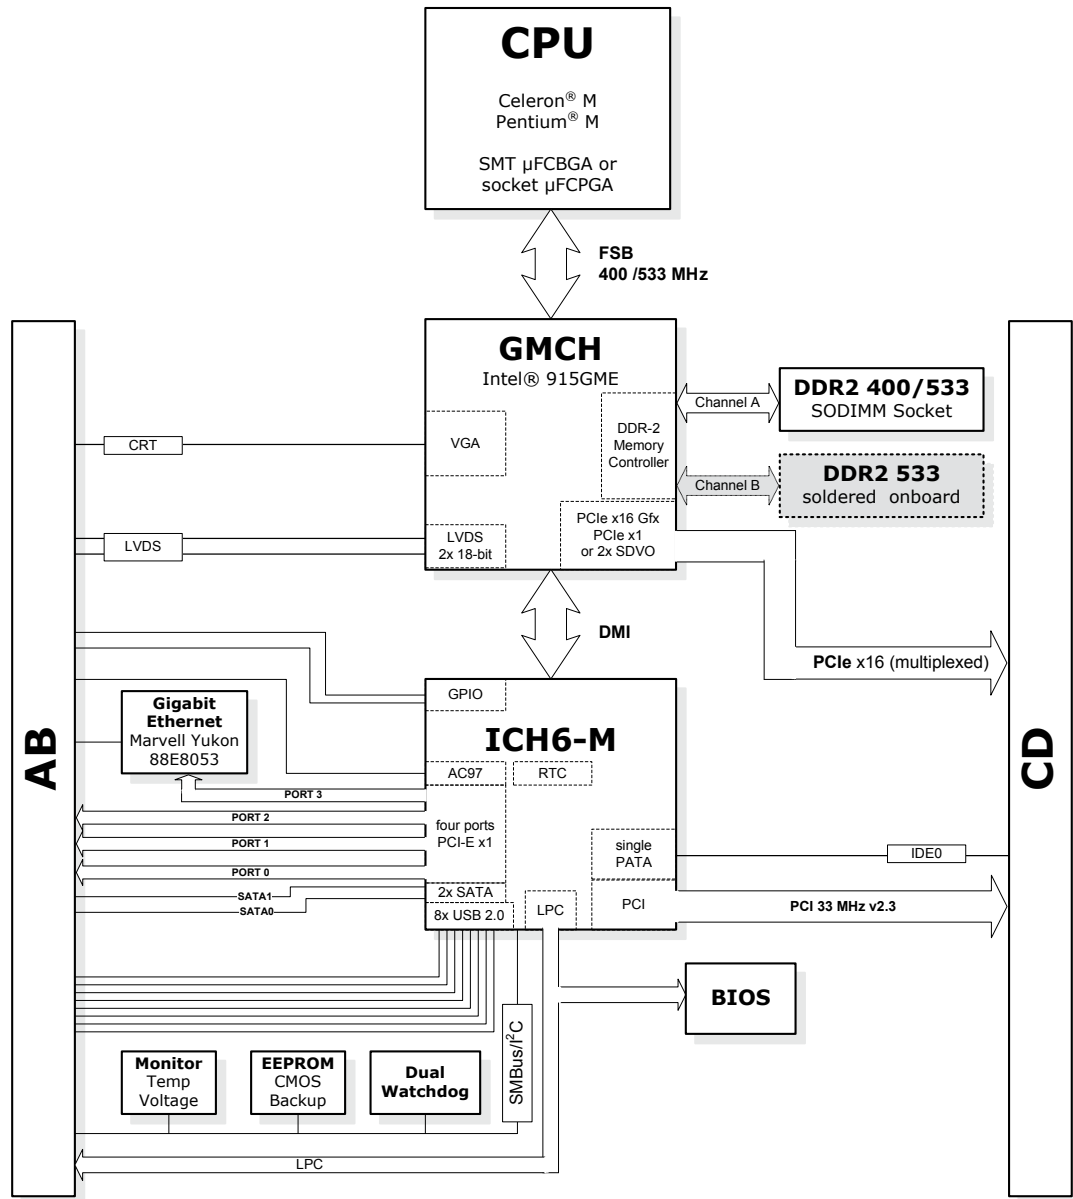 CPU
Celeron® M
Pentium® M
SMT µFCBGA or
socket µFCPGA
FSB
400 /533 MHz
GMCH
Intel® 915GME
DDR2 400/533
SODIMM Socket
Channel A
DDR-2
Memory
Controller
VGA
CRT
DDR2 533
soldered onboard
Channel B
PCIe x16 Gfx
PCIe x1
or 2x SDVO
LVDS
2x 18-bit
LVDS
DMI
PCIe x16 (multiplexed)
GPIO
Gigabit
Ethernet
Marvell Yukon
88E8053
ICH6-M
AB
CD
AC97
RTC
PORT 3
PORT 2
four ports
PCI-E x1
PORT 1
single
PATA
IDE0
PORT 0
2x SATA
SATA1
SATA0
8x USB 2.0
LPC
PCI
PCI 33 MHz v2.3
BIOS
SMBus/I²C
Monitor
Temp
Voltage
EEPROM
CMOS
Backup
Dual
Watchdog
LPC